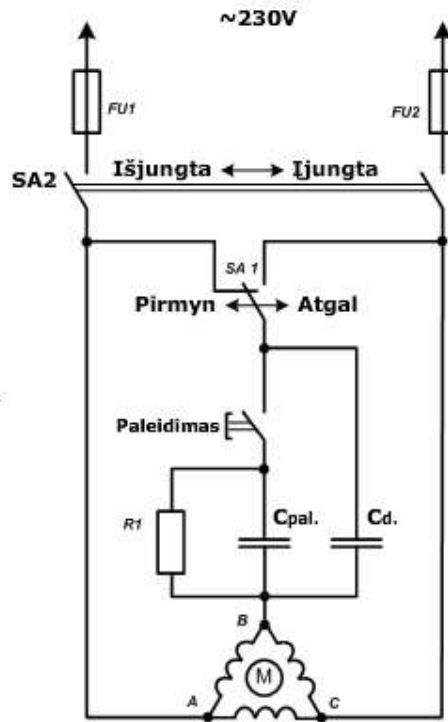 ~230V
FU1
FU2
SA2
Išjungta
Įjungta
SA 1
Pirmyn
Atgal
Paleidimas
R1
Cpal.
Cd.
B
M
A
C